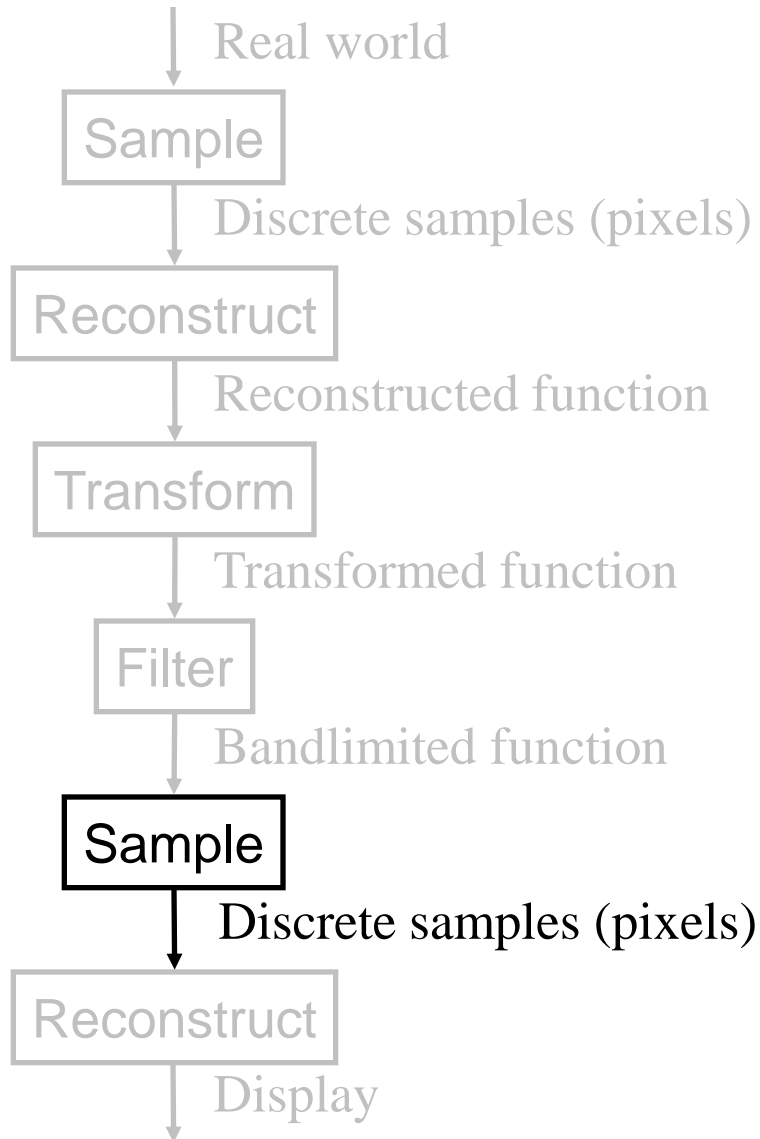 Real world
Sample
Discrete samples (pixels)
Reconstruct
Reconstructed function
Transform
Transformed function
Filter
Bandlimited function
Sample
Discrete samples (pixels)
Reconstruct
Display